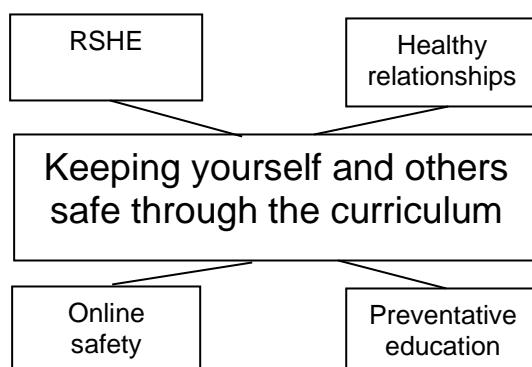 RSHE
Healthy
relationships
Keeping yourself and others
safe through the curriculum
Online
safety
Preventative
education